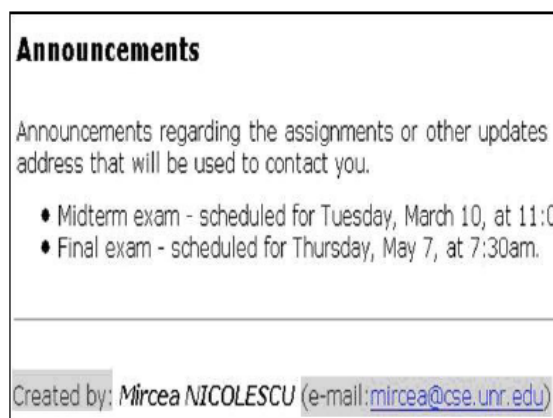 Announcements
Announcements regarding the assignments or other updates
address that will be used to contact you.
• Midterm exam - scheduled for Tuesday, March 10, at
• Final exam - scheduled for Thursday, May 7, at 7:30am.
Created by: Mircea NICOLESCU (e-mail:mircea@cse.unr.edu)